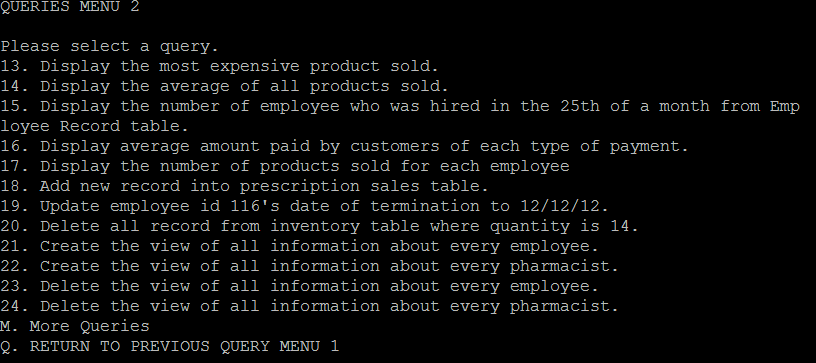 QUERIES MENU 2
Please select a query.
13. Display the most expensive product sold.
14. Display the average of all products sold.
15. Display the number of employee who was hired in the 25th of a month from Emp
loyee Record table.
16. Display average amount paid by customers of each type of payment.
17. Display the number of products sold for each employee
18. Add new record into prescription sales table.
19. Update employee id 116's date of termination to 12/12/12.
20. Delete all record from inventory table where quantity is 14.
21. Create the view of all information about every employee.
22. Create the view of all information about every pharmacist.
23. Delete the view of all information about every employee.
24. Delete the view of all information about every pharmacist.
M. More Queries
Q. RETURN TO PREVIOUS QUERY MENU 1